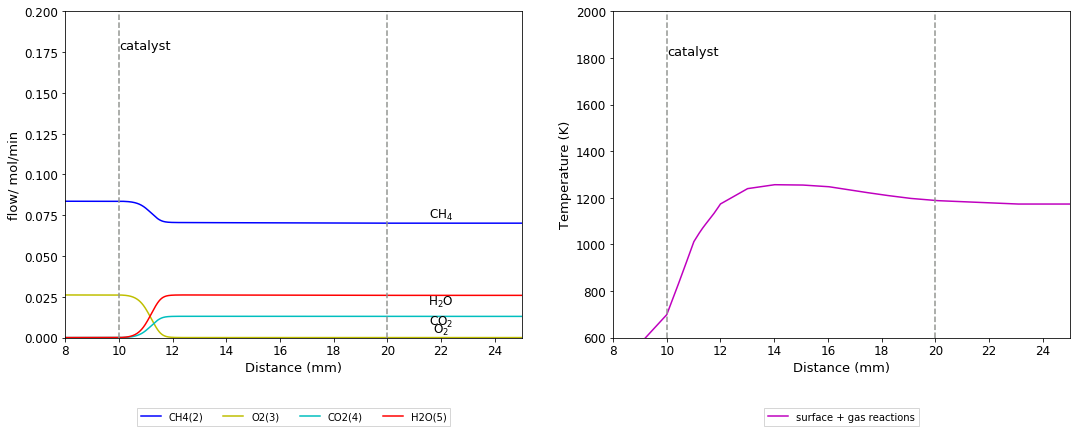 0.200
0.175
0.150
0.125
0.100
0.075
0.050
0.025
0.000
flow/ mol/min
catalyst
CH₄
H₂O
CO₂
O₂
8 10 12 14 16 18 20 22 24
Distance (mm)
CH4(2) O2(3) CO2(4) H2O(5)
2000
1800
1600
1400
1200
1000
800
600
Temperature (K)
catalyst
8 10 12 14 16 18 20 22 24
Distance (mm)
surface + gas reactions